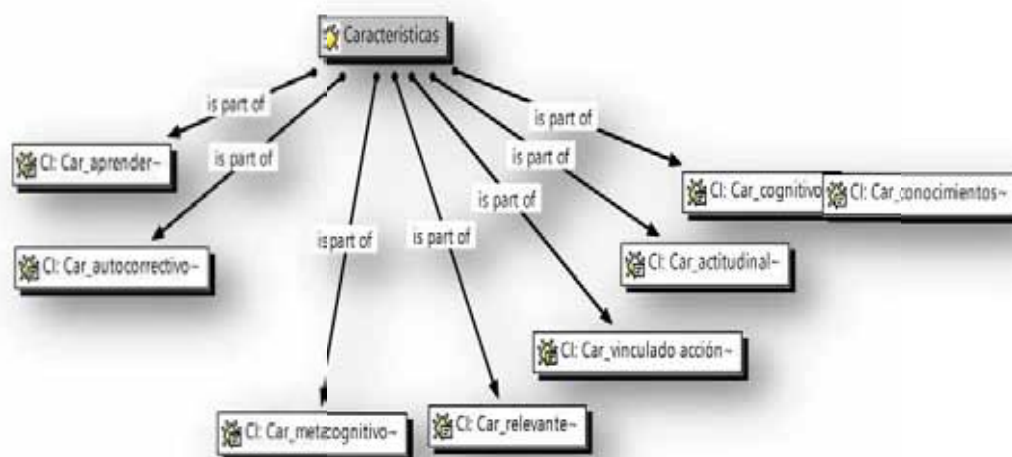 Características
is part of
is part of
is part of
is part of
is part of
is part of
is part of
CI: Car_aprender~
CI: Car_autocorrectivo~
CI: Car_metacognitivo~
CI: Car_relevante~
CI: Car_vinculado acción~
CI: Car_actitudinal~
CI: Car_cognitivo
CI: Car_conocimientos~